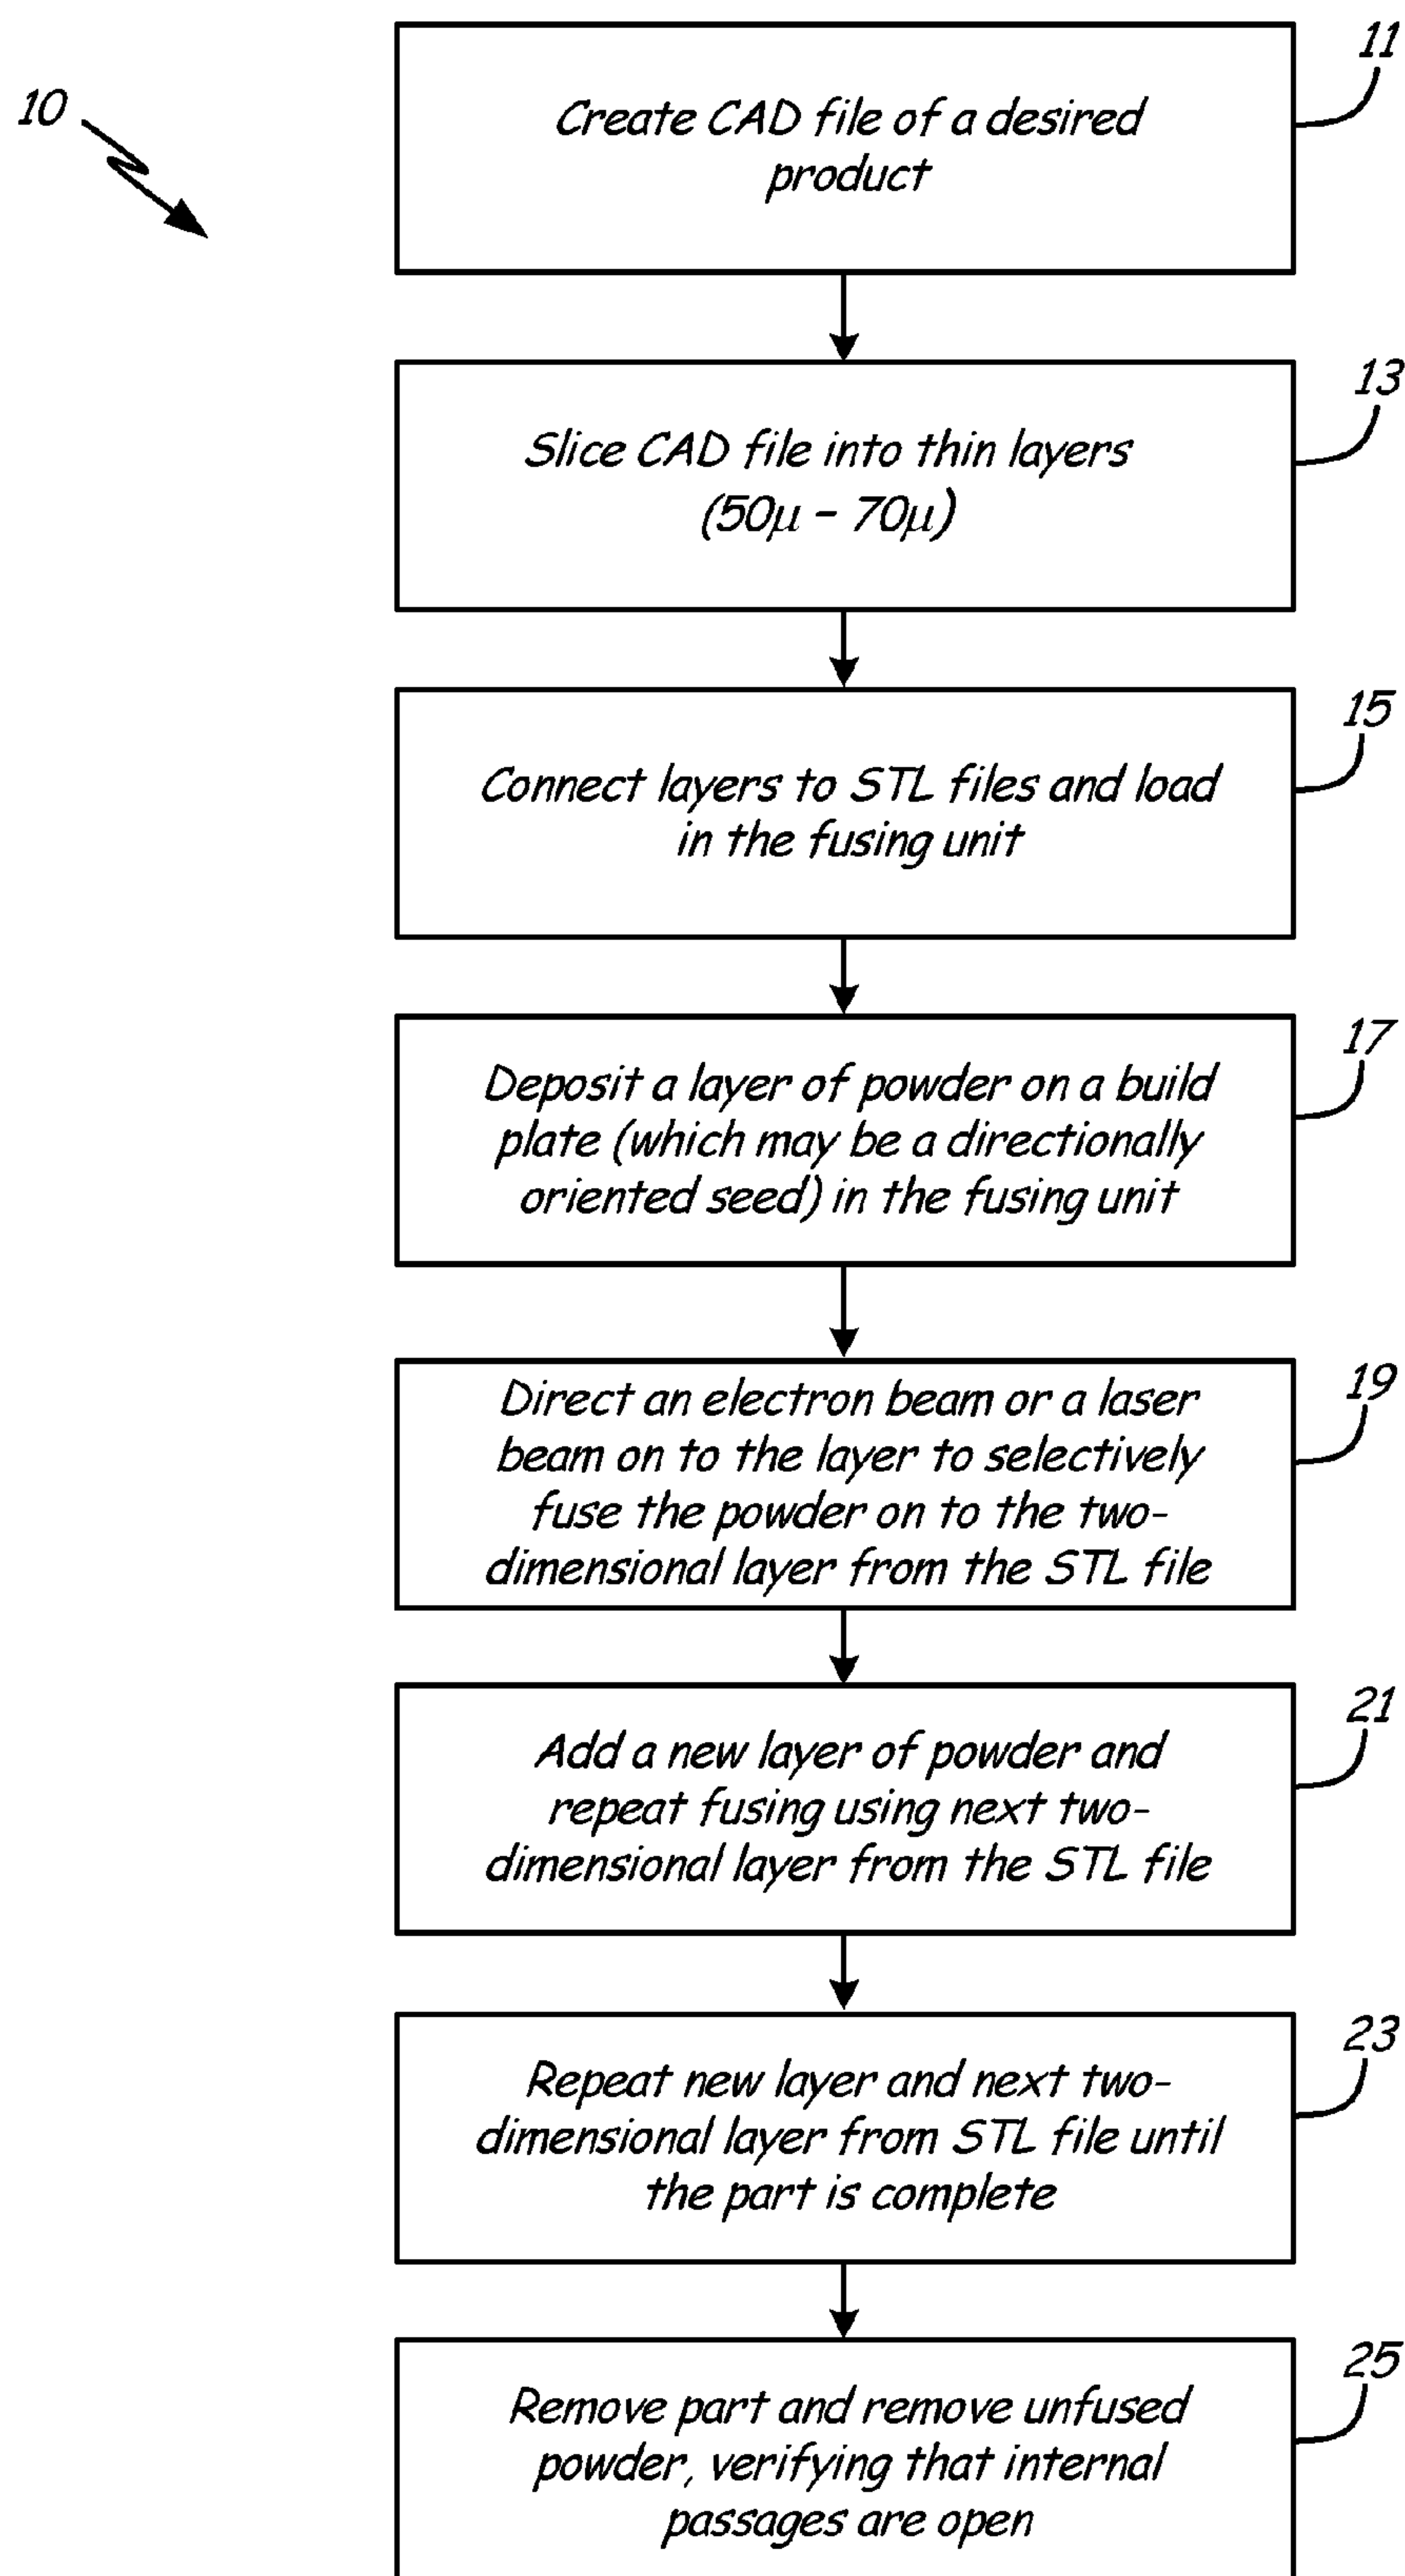 10
11
Create CAD file of a desired
product
13
Slice CAD file into thin layers
(50μ - 70μ)
15
Connect layers to STL files and load
in the fusing unit
17
Deposit a layer of powder on a build
plate (which may be a directionally
oriented seed) in the fusing unit
19
Direct an electron beam or a laser
beam on to the layer to selectively
fuse the powder on to the two-
dimensional layer from the STL file
21
Add a new layer of powder and
repeat fusing using next two-
dimensional layer from the STL file
23
Repeat new layer and next two-
dimensional layer from STL file until
the part is complete
25
Remove part and remove unfused
powder, verifying that internal
passages are open